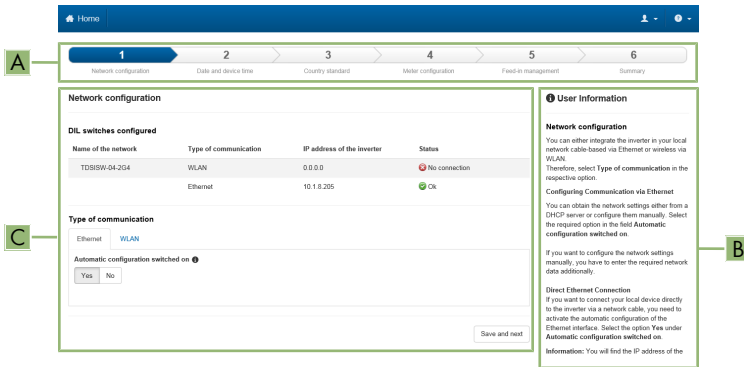 Home
A
1 2 3 4 5 6
Network configuration Date and device time Country standard Meter configuration Feed-in management Summary
Network configuration
DIL switches configured
Name of the network Type of communication IP address of the inverter Status
TDSISW-04-2G4 WLAN 0.0.0.0 No connection
Ethernet 10.1.8.205 Ok
Type of communication
Ethernet WLAN
Automatic configuration switched on
Yes No
Save and next
C
User Information
Network configuration
You can either integrate the inverter in your local
network cable-based via Ethernet or wireless via
WLAN.
Therefore, select Type of communication in the
respective option.
Configuring Communication via Ethernet
You can obtain the network settings either from a
DHCP server or configure them manually. Select
the required option in the field Automatic
configuration switched on.
If you want to configure the network settings
manually, you have to enter the required network
data additionally.
Direct Ethernet Connection
If you want to connect your local device directly
to the inverter via a network cable, you need to
activate the automatic configuration of the
Ethernet interface. Select the option Yes under
Automatic configuration switched on.
Information: You will find the IP address of the
B